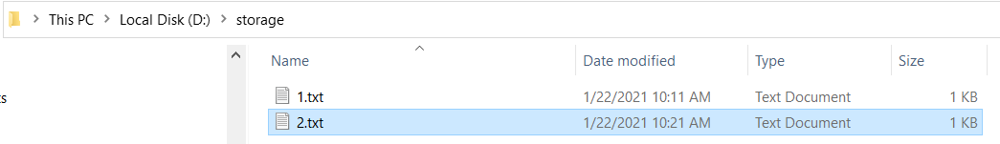 This PC > Local Disk (D:) > storage
Name Date modified Type Size
1.txt 1/22/2021 10:11 AM Text Document 1 KB
2.txt 1/22/2021 10:21 AM Text Document 1 KB